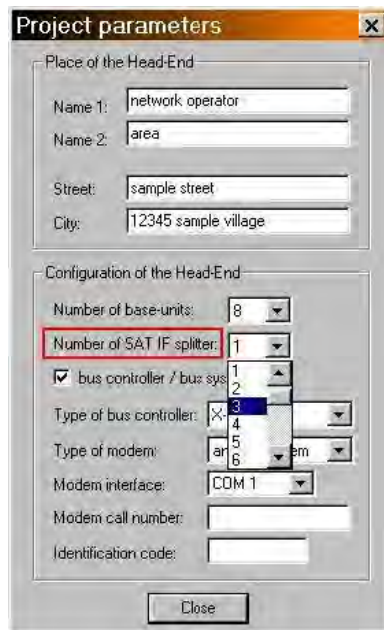 Project parameters
Place of the Head-End
Name 1: network operator
Name 2: area
Street: sample street
City: 12345 sample village
Configuration of the Head-End
Number of base-units: 8
Number of SAT IF splitter: 1
1
2
3
4
5
6
bus controller / bus sys
Type of bus controller: X-
Type of modem: an em
Modem interface: COM 1
Modem call number:
Identification code:
Close